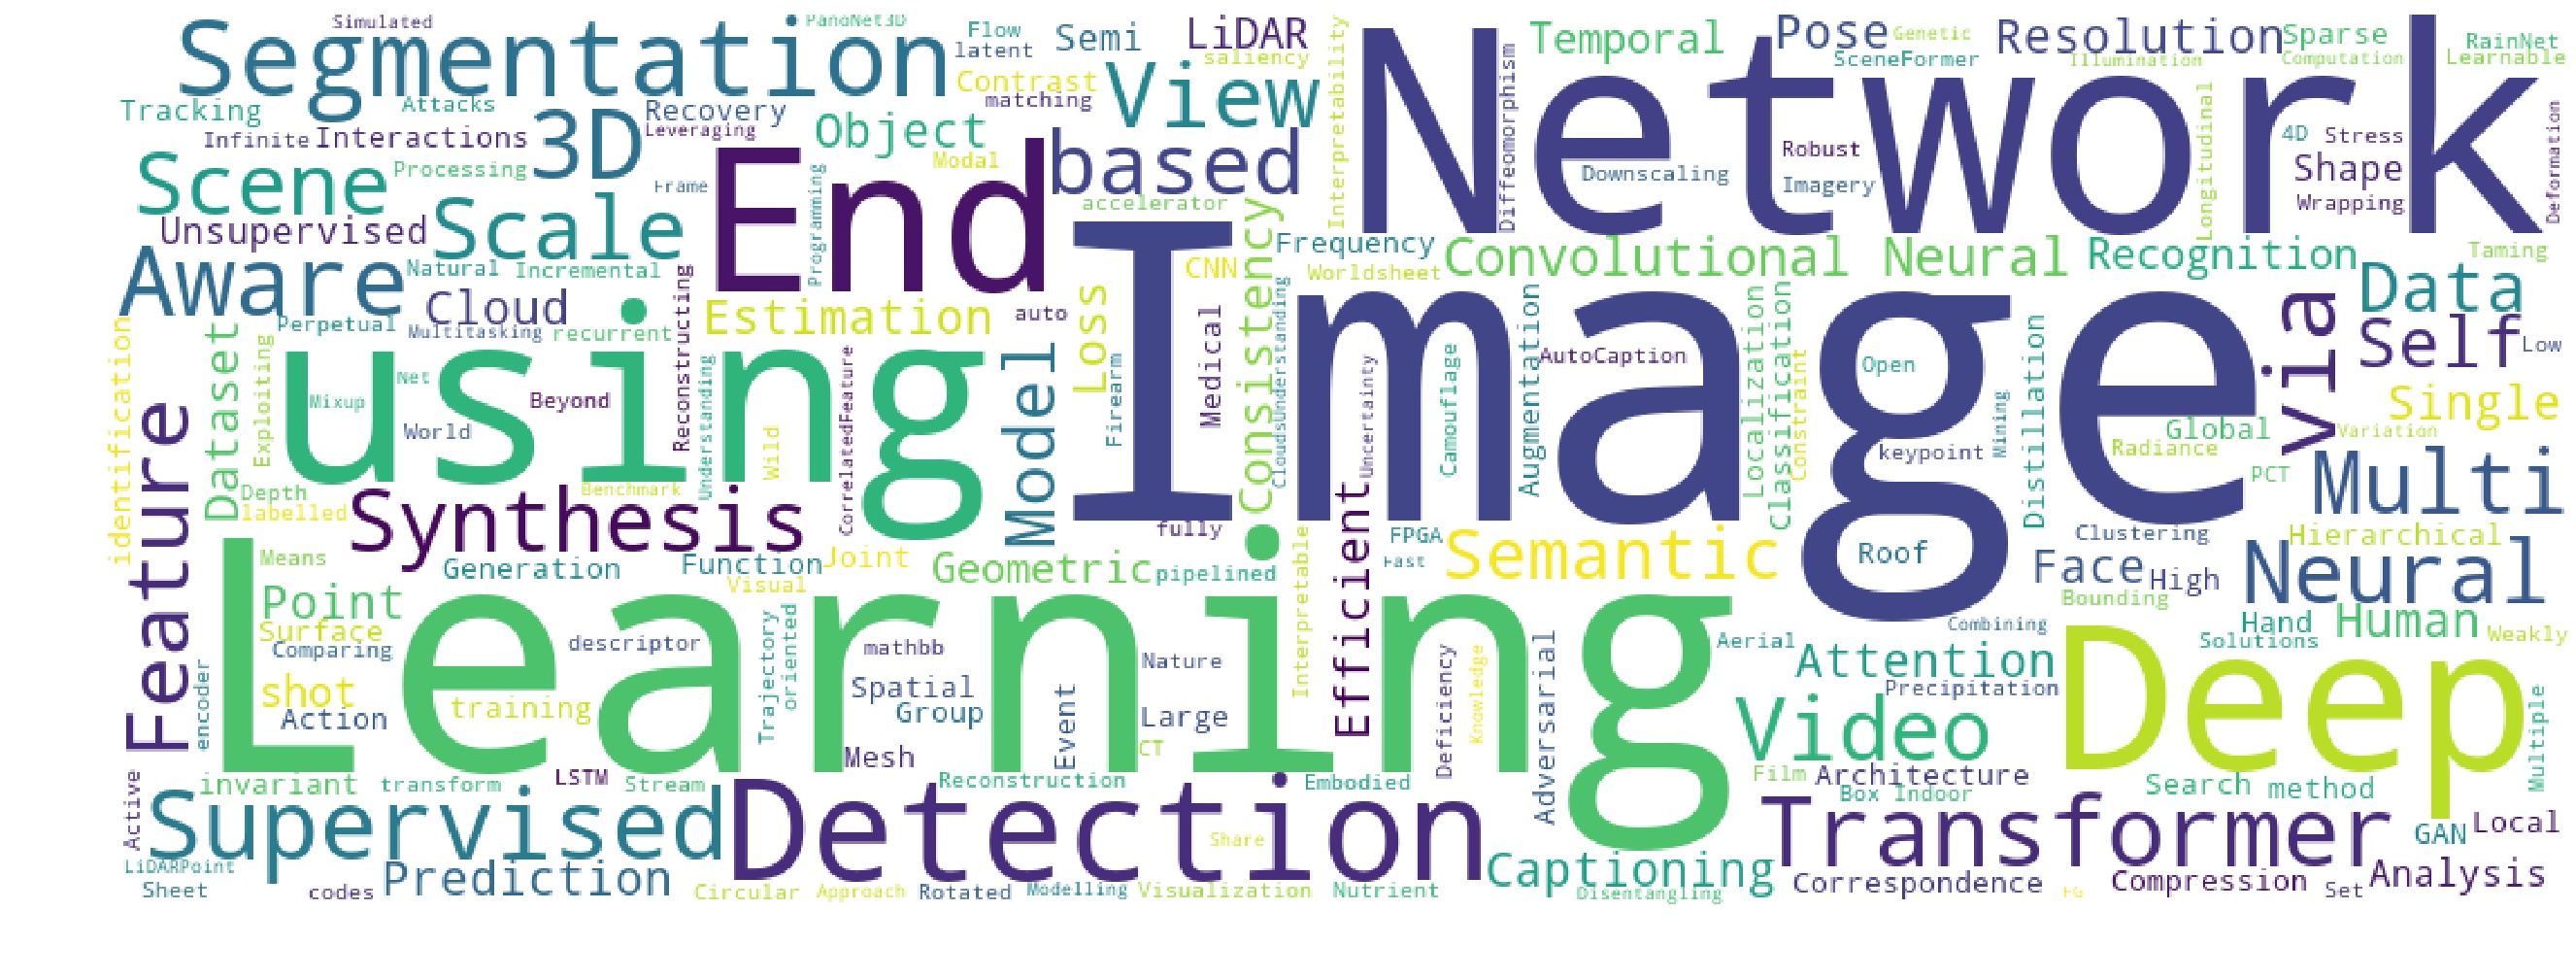 Simulated
PanoNet3D
Segmentation
Flow
latent
Semi
LiDAR
saliency
Interpretability
Network
Diffeomorphism
Temporal
Pose
Genetic
SceneFormer
Resolution
Illumination
Sparse
Computation
RainNet
Learnable
Tracking
Attacks
3D
Recovery
Leveraging
Object
Contrast
matching
View
Infinite
Interactions
Modal
based
Downscaling
Robust
Imagery
Longitudinal
4D
Stress
Shape
Wrapping
Deformation
Scene
Processing
Frame
End
Programming
accelerator
Unsupervised
Scale
Consistency
Frequency
Worldsheet
Convolutional Neural
Recognition
Taming
Aware
Natural
Incremental
Cloud
Reconstructing
Estimation
auto
Loss
CNN
Image
Data
via
Self
Low
identification
Perpetual
Multitasking
recurrent
Dataset
Exploiting
using
Net
Mixup
World
Beyond
Understanding
Wild
CorrelatedFeature
Model
Firearm
Medical
CloudsUnderstanding
Uncertainty
Camouflage
Augmentation
AutoCaption
Localization
classification
Constraint
Open
keypoint
Mining
Distillation
Global
Radiance
Single
Variation
PCT
Multi
Feature
Depth
labelled
Benchmark
Synthesis
fully
Efficient
FPGA
Fast
Semantic
Roof
Clustering
Hierarchical
Face
High
Neural
Bounding
Learning
Means
Generation
Function
Joint
Visual
Geometric
pipelined
Interpretable
Point
Surface
Comparing
descriptor
Trajectory
oriented
mathbb
Nature
Combining
Hand
Human
Weakly
Solutions
Aerial
Attention
Precipitation
Deep
encoder
shot
Action
training
Spatial
Group
Event
Large
CT
Deficiency
Knowledge
Adversarial
Video
Multiple
Mesh
Active
invariant
transform
LSTM
Stream
Reconstruction
Embodied
Film
Architecture
Box
Indoor
Search
method
Supervised
Detection
Share
Transformer
GAN
Local
LiDARPoint
Sheet
codes
Prediction
Circular
Approach
Rotated
Modelling
Visualization
Nutrient
Captioning
Disentangling
Correspondence
FG
Compression
Set
Analysis